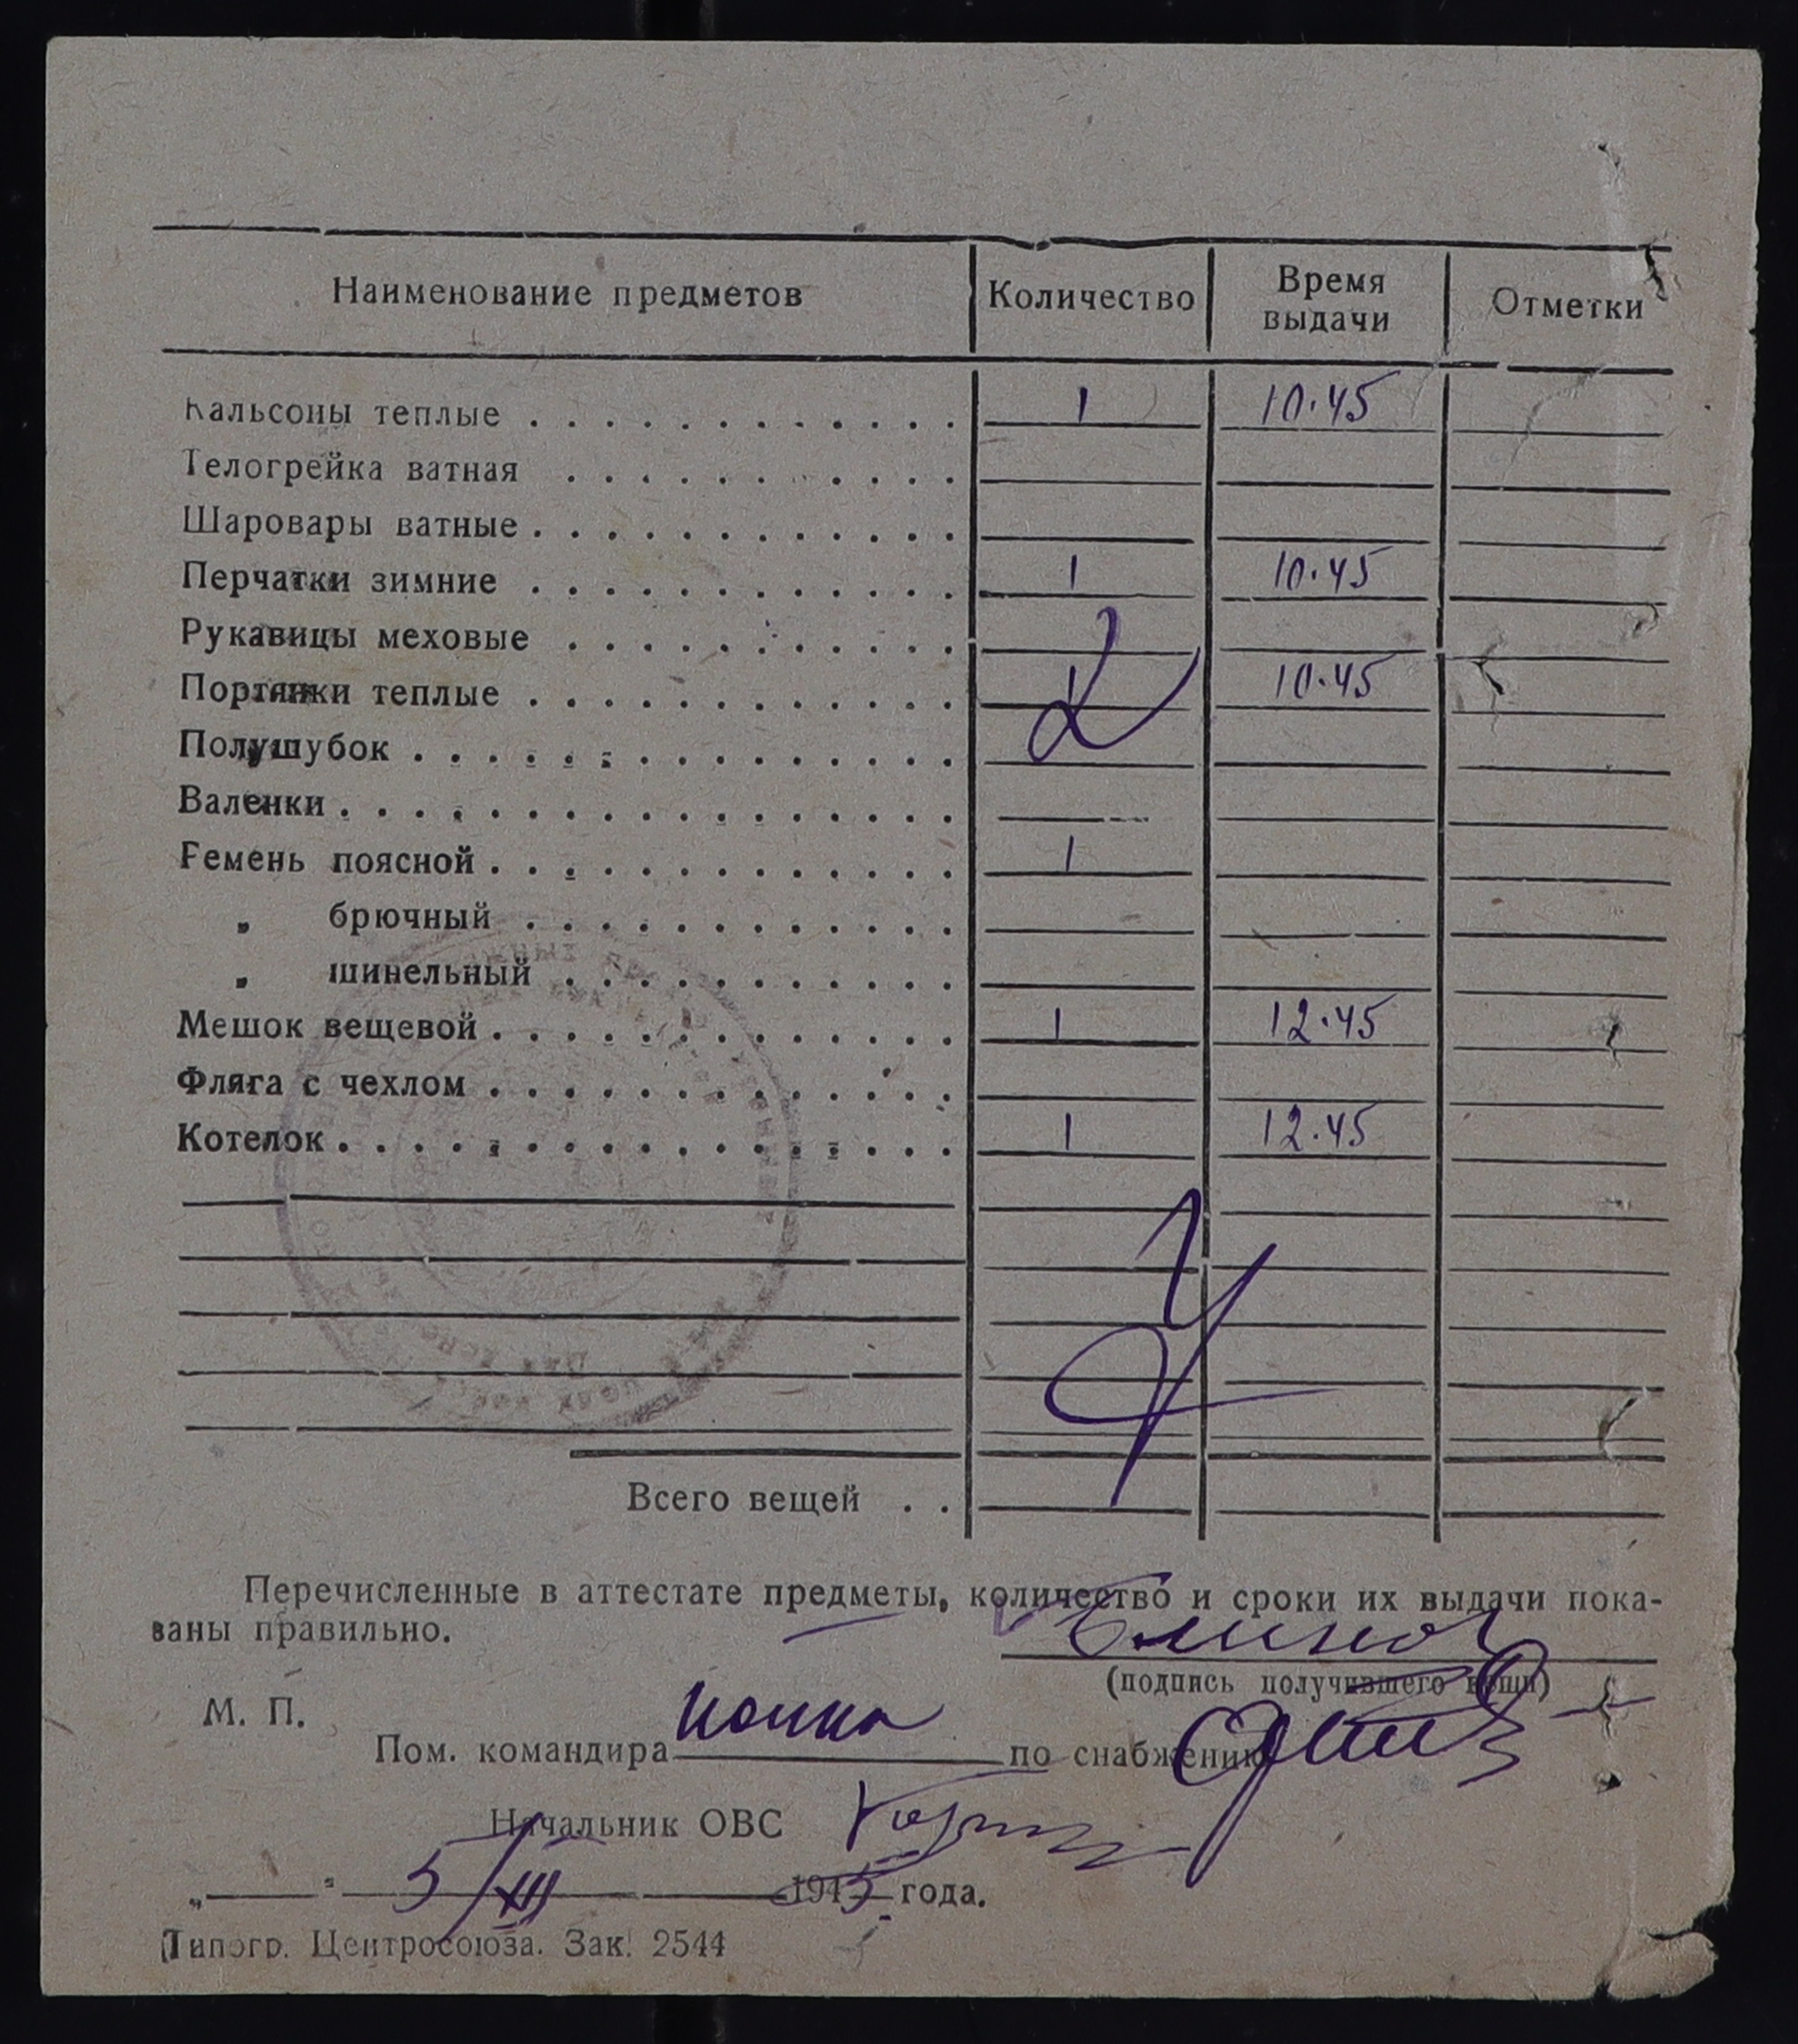 Наименование предметов Количество Время выдачи Отметки
Кальсоны теплые . . . . . . . . . . . . 1 10.45
Телогрейка ватная . . . . . . . . . . .
Шаровары ватные . . . . . . . . . . . .
Перчатки зимние . . . . . . . . . . . . 1 10.45
Рукавицы меховые . . . . . . . . . . .
Портянки теплые . . . . . . . . . . . . 1 10.45
Полушубок . . . . . . . . . . . . . . .
Валенки . . . . . . . . . . . . . . . . .
Ремень поясной . . . . . . . . . . . . . 1
„ брючный . . . . . . . . . . . .
„ шинельный . . . . . . . . . . .
Мешок вещевой . . . . . . . . . . . . . 1 12.45
Фляга с чехлом . . . . . . . . . . . . .
Котелок . . . . . . . . . . . . . . . . . 1 12.45
Всего вещей . .
Перечисленные в аттестате предметы, количество и сроки их выдачи пока-
заны правильно.
(подпись получившего вещи)
М. П.
Пом. командира по снабжению
Начальник ОВС
„ “ 5/XII 1945 года.
Типогр. Центросоюза. Зак. 2544